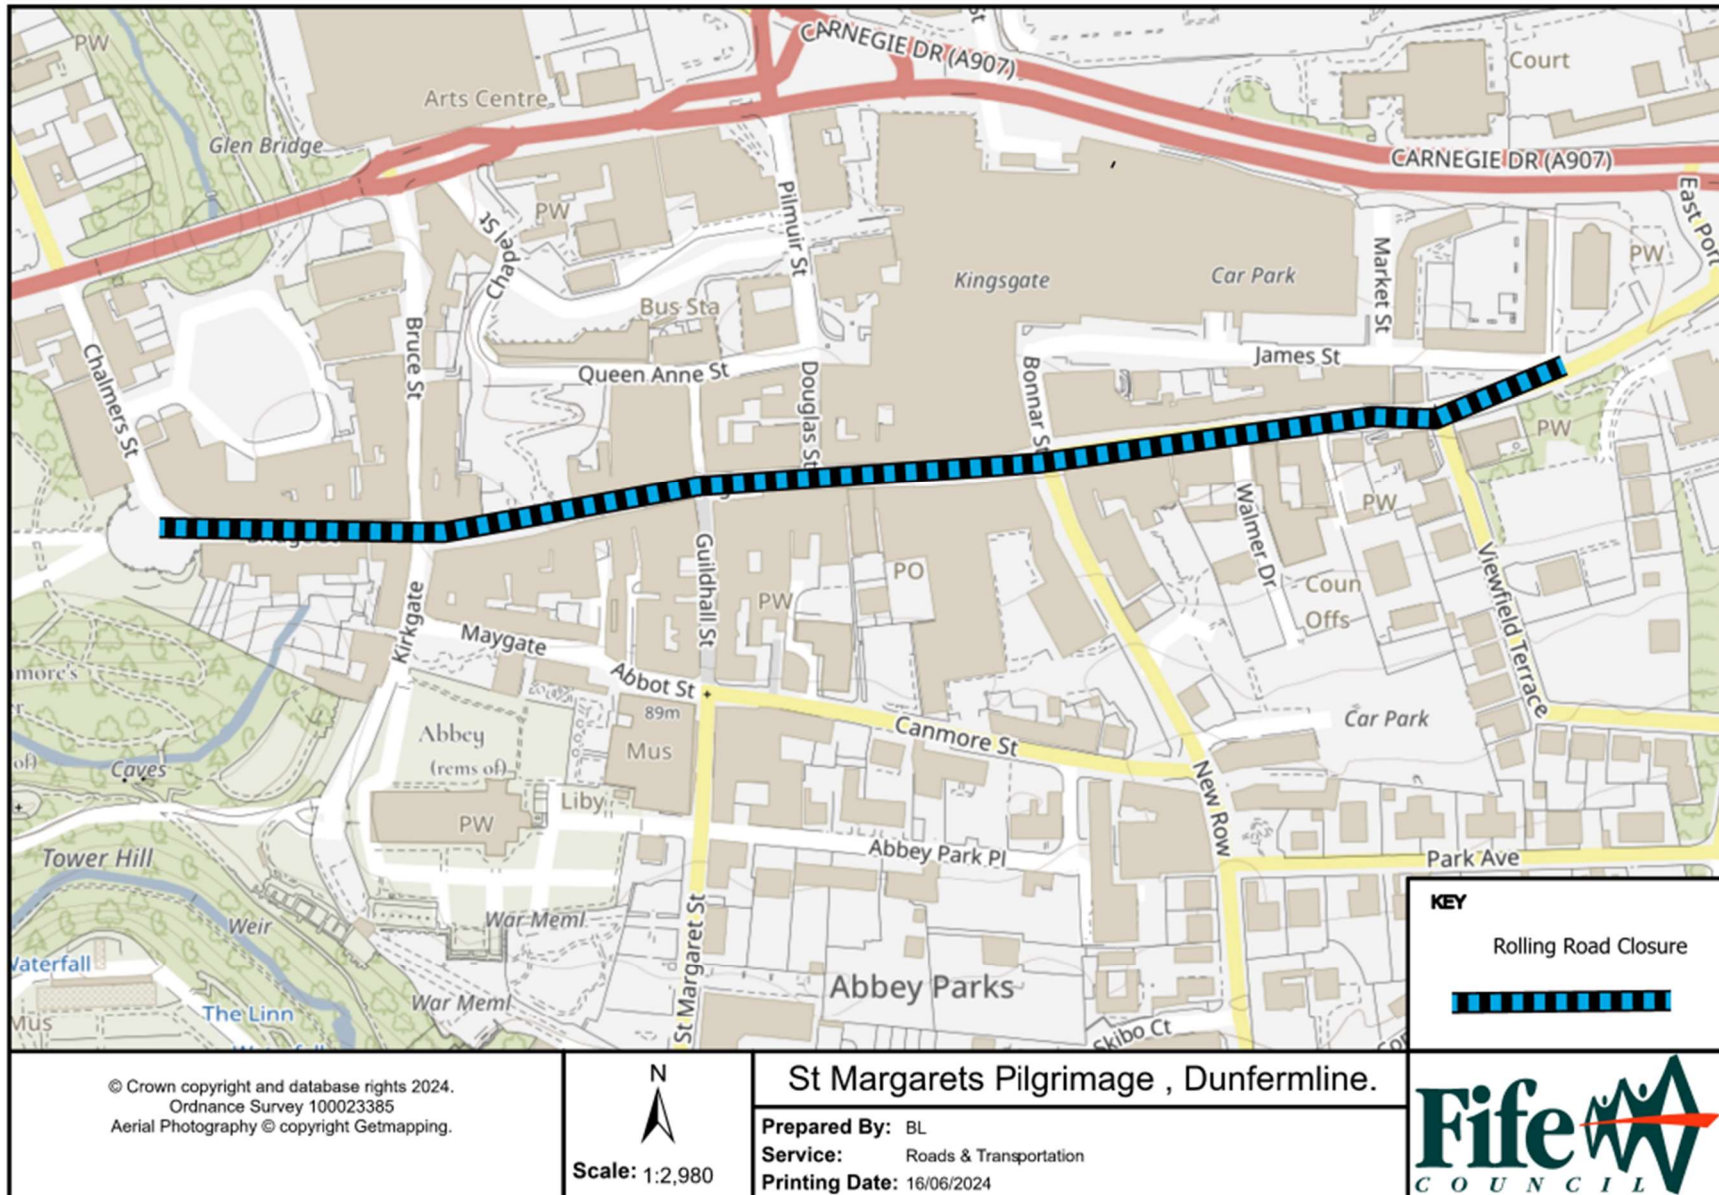 PW
CARNEGIE DR (A907)
St
Court
Arts Centre
Glen Bridge
CARNEGIE DR (A907)
East Port
Chapel St
PW
Pilmuir St
Market St
PW
Kingsgate
Car Park
Bus Sta
Bruce St
James St
Chalmers St
Queen Anne St
Douglas St
Bonnar St
PW
PW
Walmer Dr
Guildhall St
PO
PW
Coun
Offs
Viewfield Terrace
Kirkgate
Maygate
Abbot St
89m
Canmore St
Car Park
more's
Abbey
(rems of)
Mus
of)
Caves
New Row
Liby
PW
Abbey Park Pl
Park Ave
Tower Hill
War Meml
Weir
St Margaret St
Abbey Parks
Waterfall
War Meml
The Linn
Mus
Skibo Ct
KEY
Rolling Road Closure
© Crown copyright and database rights 2024.
Ordnance Survey 100023385
Aerial Photography © copyright Getmapping.
N
Scale: 1:2,980
St Margarets Pilgrimage , Dunfermline.
Prepared By: BL
Service: Roads & Transportation
Printing Date: 16/06/2024
Fife
COUNCIL